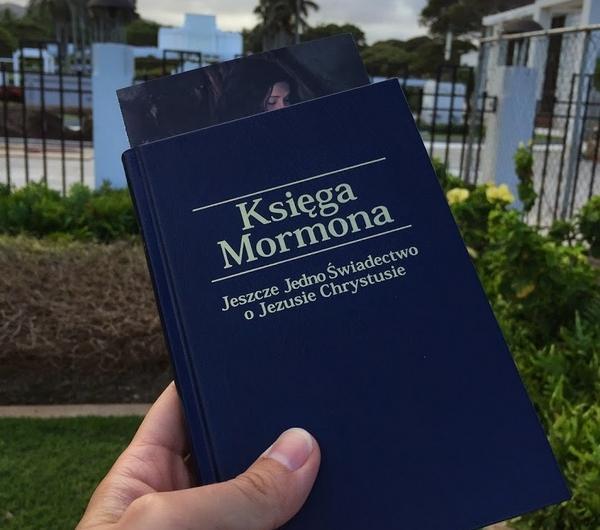 Księga
Mormona
Jeszcze Jedno Świadectwo
o Jezusie Chrystusie